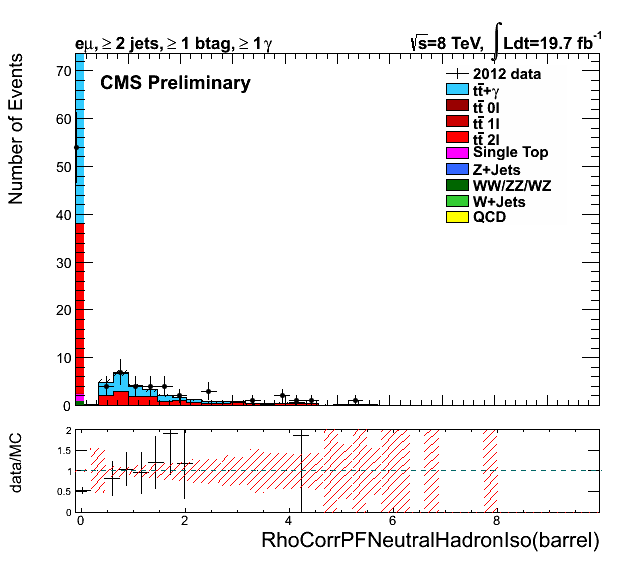 eμ, ≥ 2 jets, ≥ 1 btag, ≥ 1 γ
√s=8 TeV, ∫ Ldt=19.7 fb⁻¹
CMS Preliminary
2012 data
tt̄+γ
tt̄ 0l
tt̄ 1l
tt̄ 2l
Single Top
Z+Jets
WW/ZZ/WZ
W+Jets
QCD
Number of Events
70
60
50
40
30
20
10
0
data/MC
2
1.5
1
0.5
0
0 2 4 6 8
RhoCorrPFNeutralHadronIso(barrel)